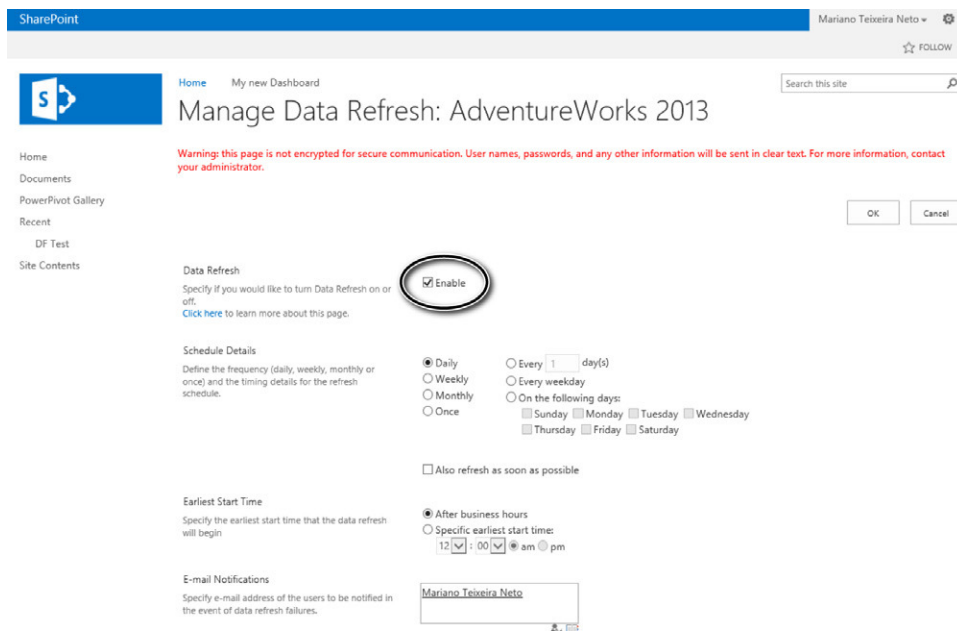 SharePoint
Mariano Teixeira Neto
FOLLOW
S
Home My new Dashboard
Search this site
Manage Data Refresh: AdventureWorks 2013
Warning: this page is not encrypted for secure communication. User names, passwords, and any other information will be sent in clear text. For more information, contact
your administrator.
Home
Documents
PowerPivot Gallery
Recent
DF Test
Site Contents
OK Cancel
Data Refresh
Specify if you would like to turn Data Refresh on or
off.
Click here to learn more about this page.
Enable
Schedule Details
Define the frequency (daily, weekly, monthly or
once) and the timing details for the refresh
schedule.
Daily
Weekly
Monthly
Once
Every 1 day(s)
Every weekday
On the following days:
Sunday Monday Tuesday Wednesday
Thursday Friday Saturday
Also refresh as soon as possible
Earliest Start Time
Specify the earliest start time that the data refresh
will begin
After business hours
Specific earliest start time:
12 : 00 am pm
E-mail Notifications
Specify e-mail address of the users to be notified in
the event of data refresh failures.
Mariano Teixeira Neto